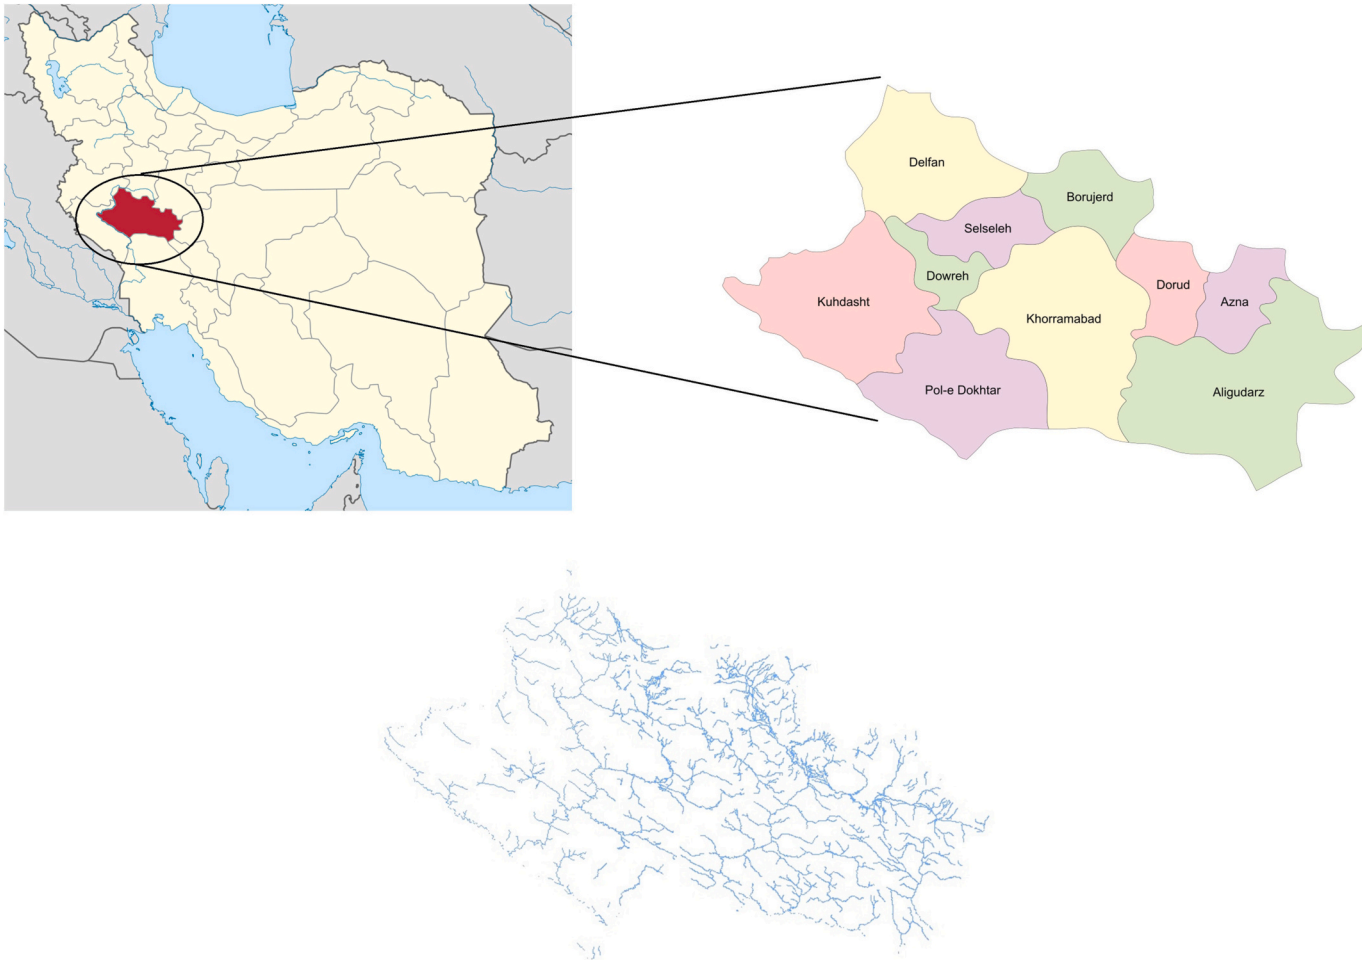 Delfan
Borujerd
Selseleh
Dowreh
Dorud
Kuhdasht
Azna
Khorramabad
Pol-e Dokhtar
Aligudarz